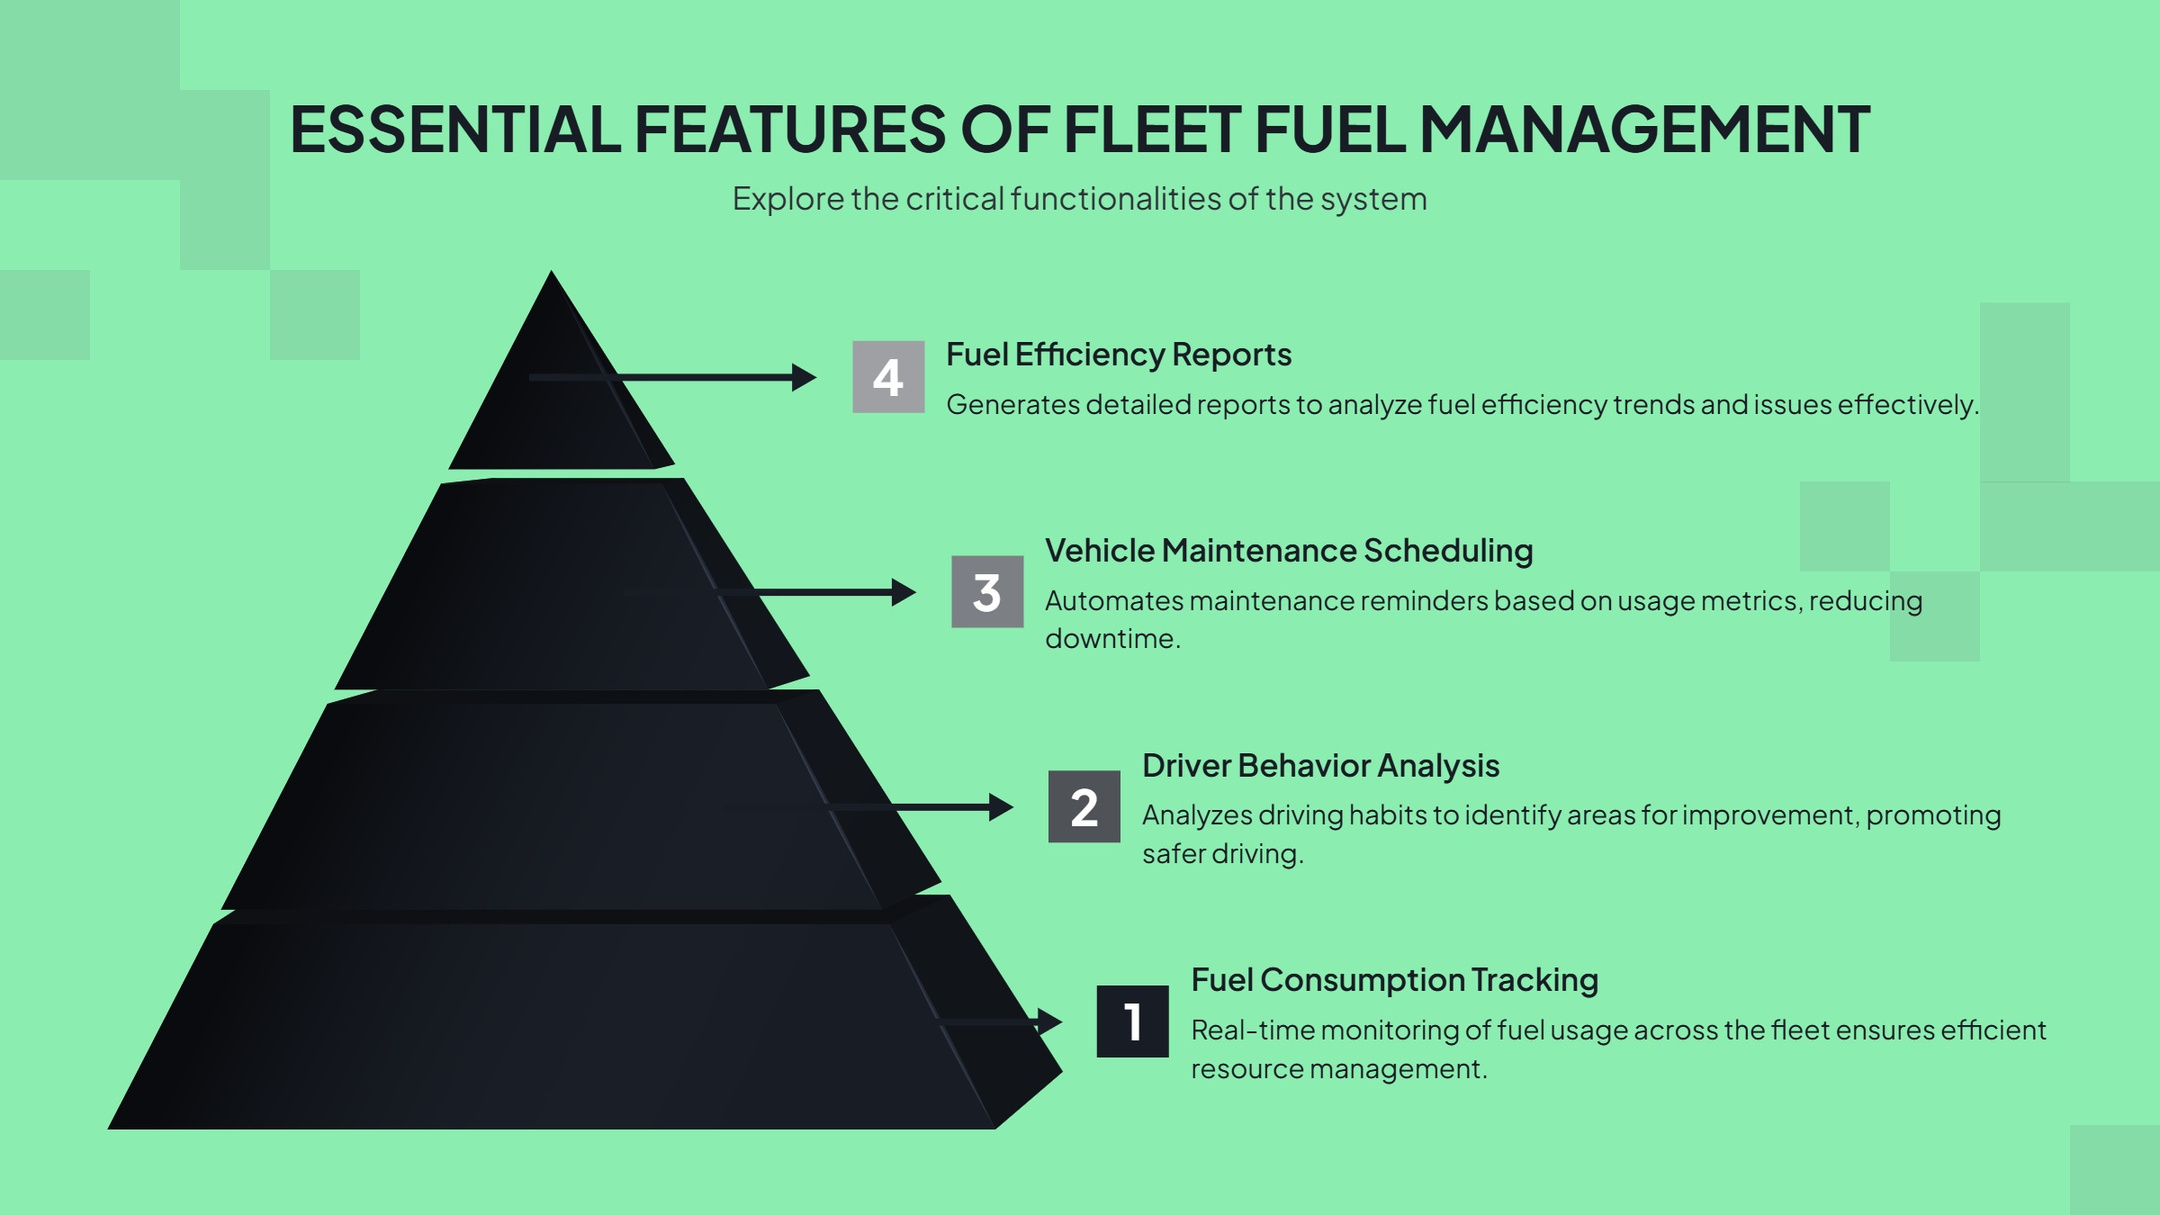 ESSENTIAL FEATURES OF FLEET FUEL MANAGEMENT
Explore the critical functionalities of the system
4
Fuel Efficiency Reports
Generates detailed reports to analyze fuel efficiency trends and issues effectively.
3
Vehicle Maintenance Scheduling
Automates maintenance reminders based on usage metrics, reducing
downtime.
2
Driver Behavior Analysis
Analyzes driving habits to identify areas for improvement, promoting
safer driving.
1
Fuel Consumption Tracking
Real-time monitoring of fuel usage across the fleet ensures efficient
resource management.